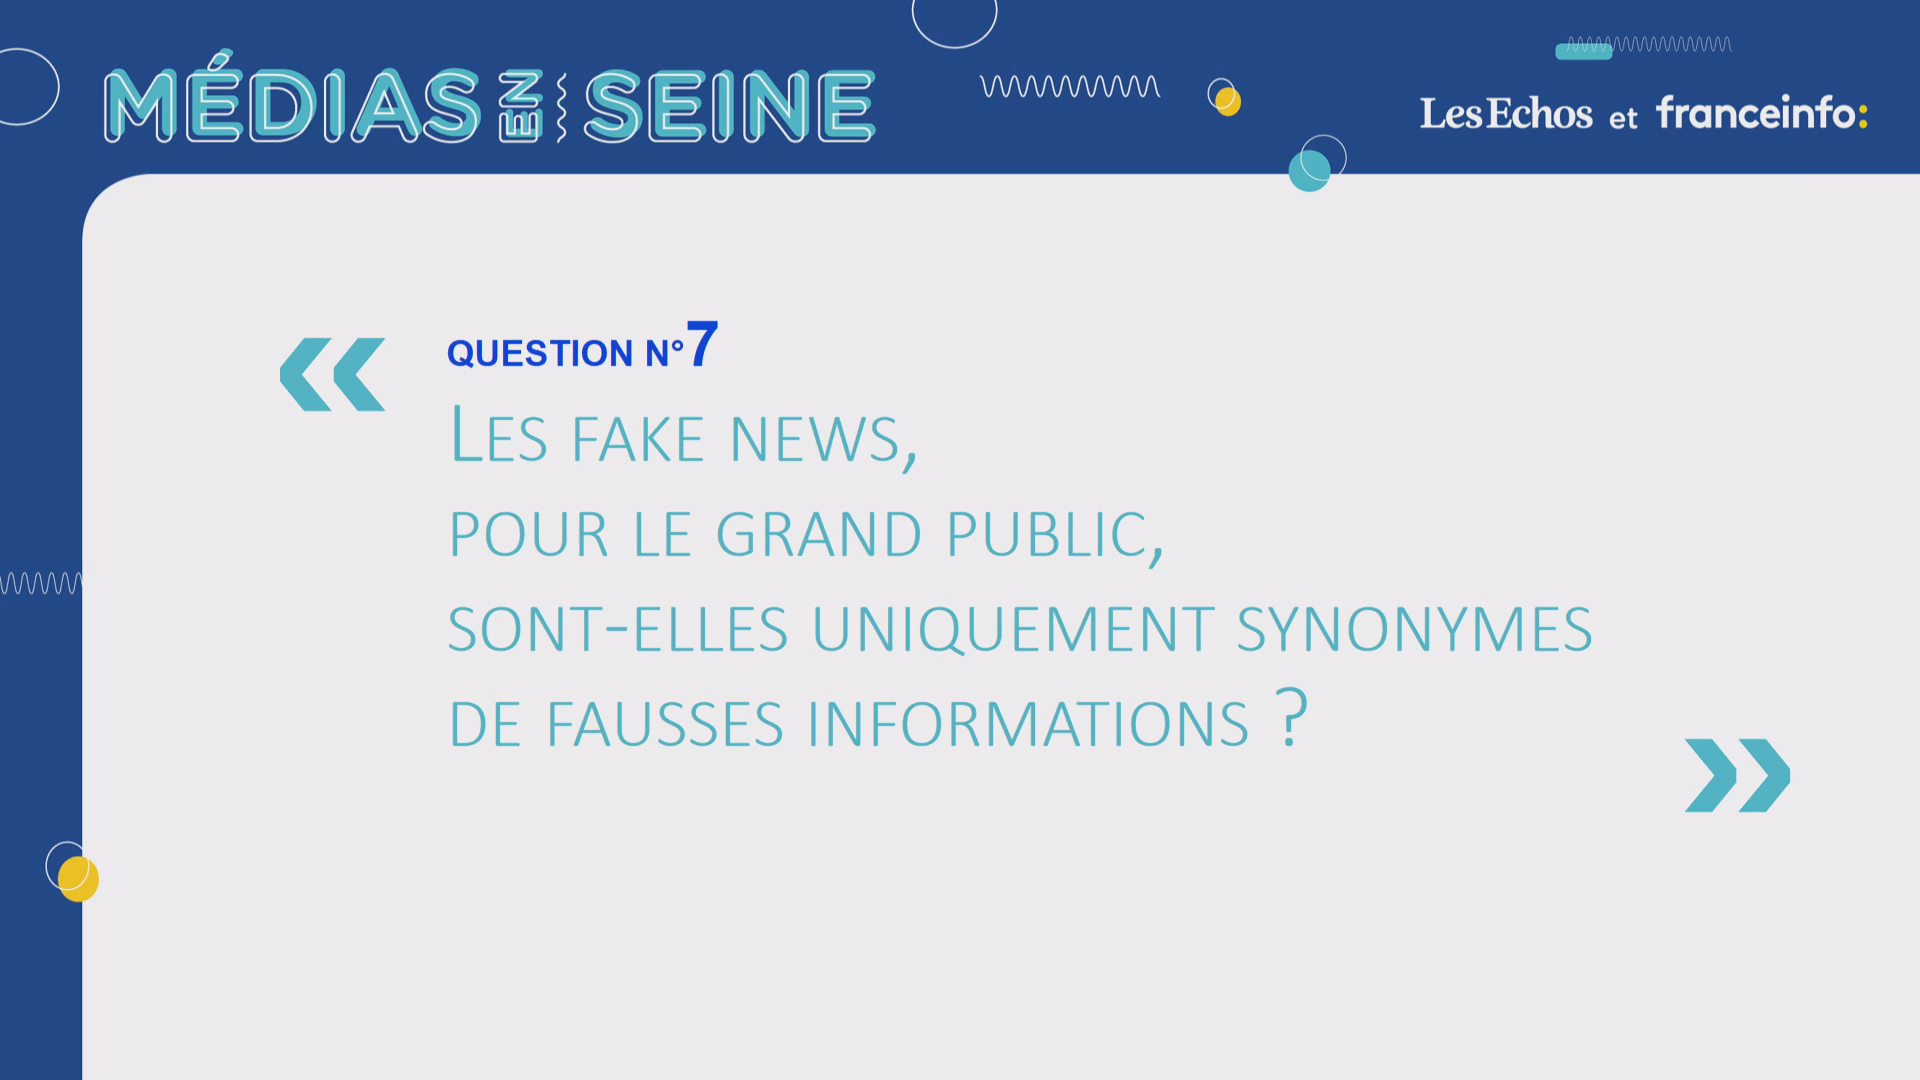 MÉDIAS EN SEINE
Les Echos et franceinfo:
« QUESTION N°7
LES FAKE NEWS,
POUR LE GRAND PUBLIC,
SONT-ELLES UNIQUEMENT SYNONYMES
DE FAUSSES INFORMATIONS ?
»